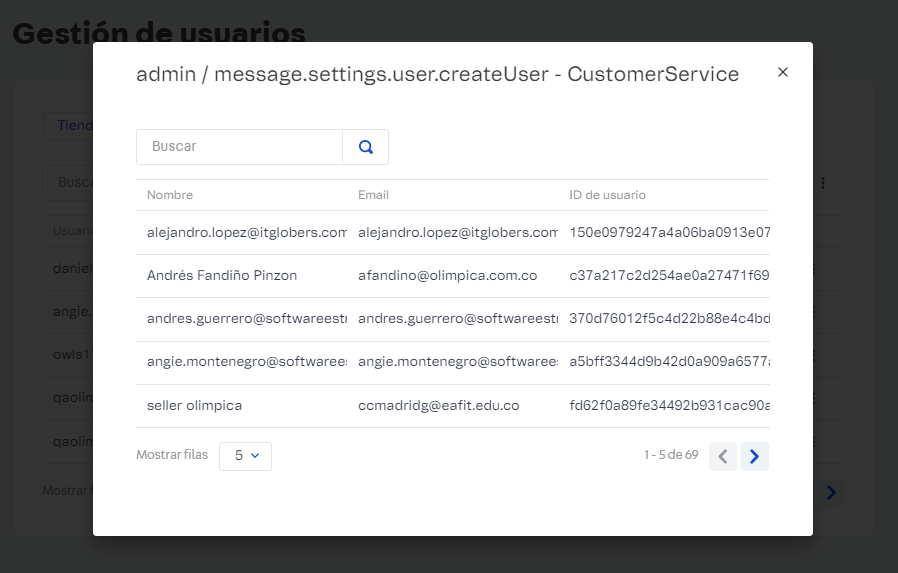 Gestión de usuarios
admin / message.settings.user.createUser - CustomerService
Tiend
Buscar
Busc
Nombre Email ID de usuario
Usuari
alejandro.lopez@itglobers.com alejandro.lopez@itglobers.com 150e0979247a4a06ba0913e07
daniel
Andrés Fandiño Pinzon afandino@olimpica.com.co c37a217c2d254ae0a27471f69
angie.
andres.guerrero@softwareest andres.guerrero@softwareest 370d76012f5c4d22b88e4c4bd
owls1
angie.montenegro@softwarees angie.montenegro@softwarees a5bff3344d9b42d0a909a6577
qaolin
seller olimpica ccmadridg@eafit.edu.co fd62f0a89fe34492b931cac90a
qaolin
Mostrar filas 5 1 - 5 de 69
Mostrar